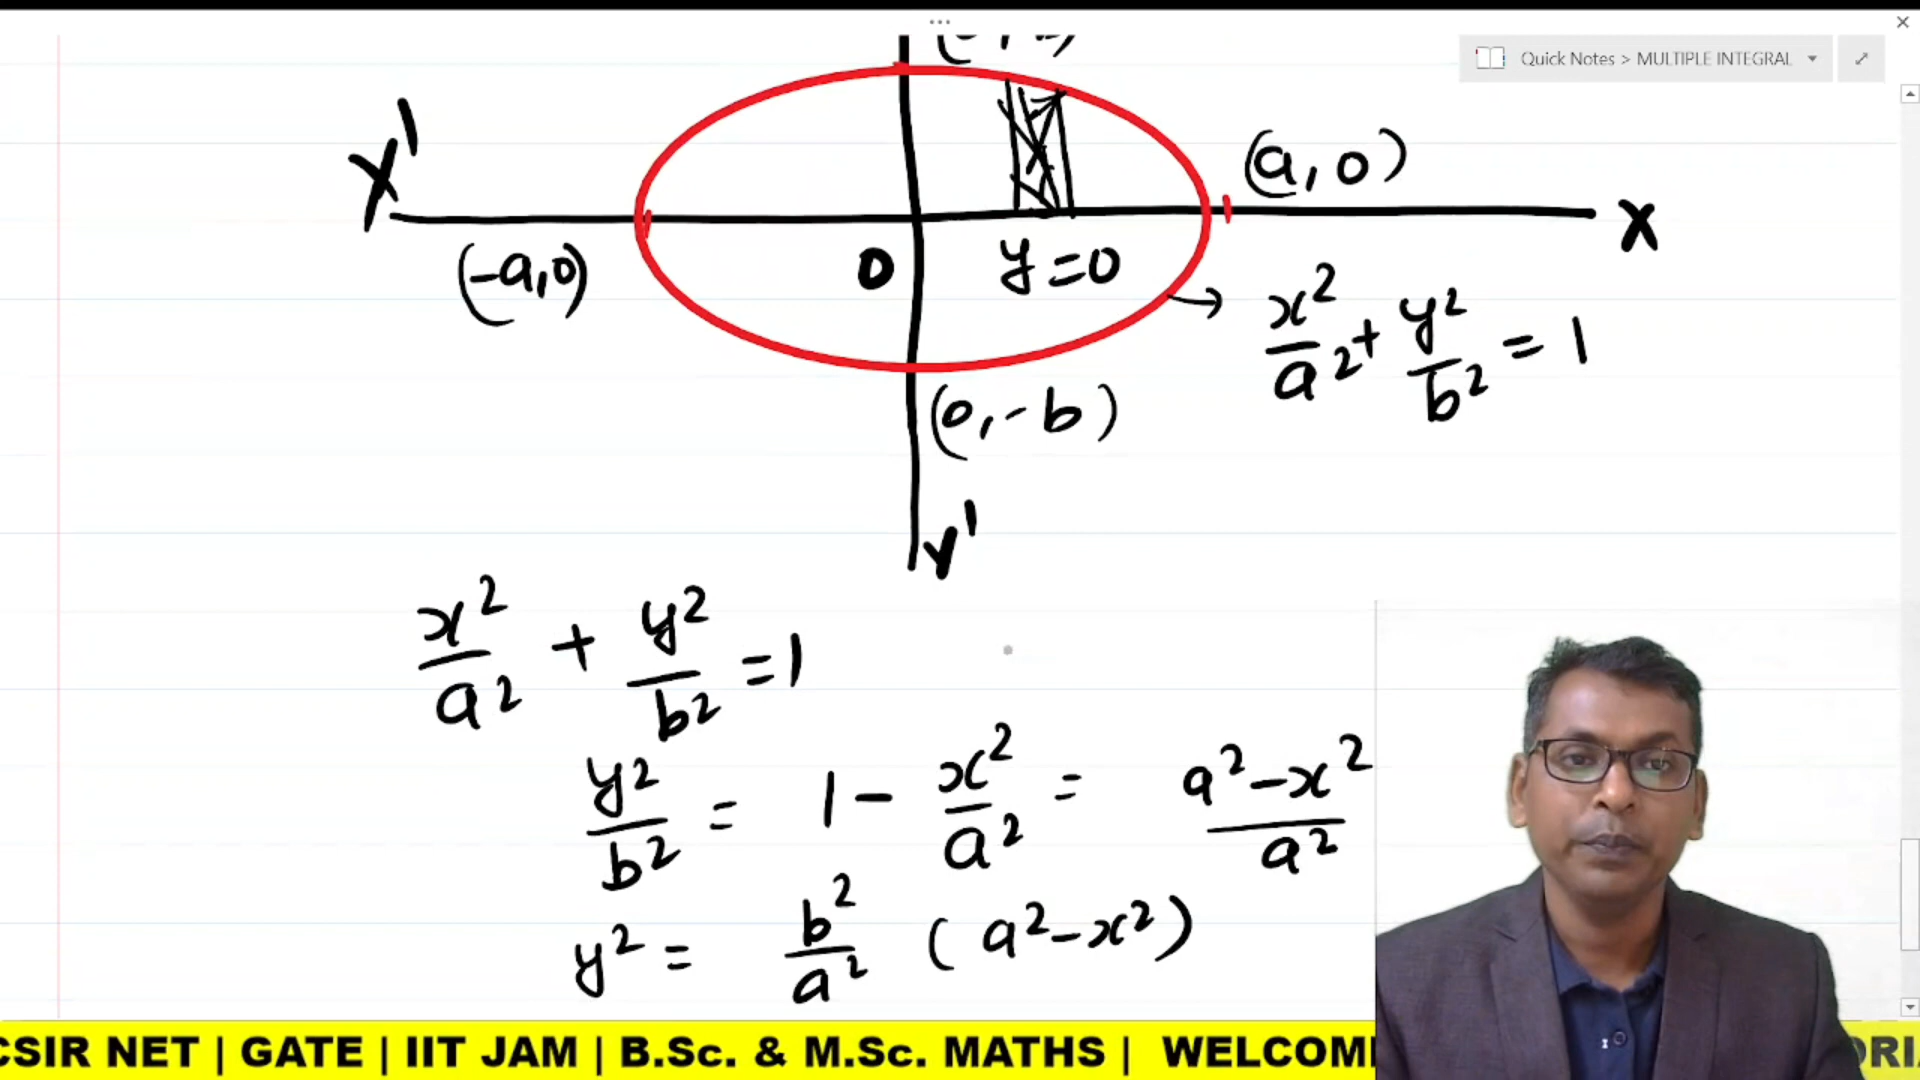 Quick Notes > MULTIPLE INTEGRAL
X'
(a, 0)
X
(-a, 0)
0
y = 0
x²/a² + y²/b² = 1
(0, -b)
Y'
x²/a² + y²/b² = 1
y²/b² = 1 - x²/a² = a² - x²/a²
y² = b²/a² (a² - x²)
CSIR NET | GATE | IIT JAM | B.Sc. & M.Sc. MATHS | WELCOM